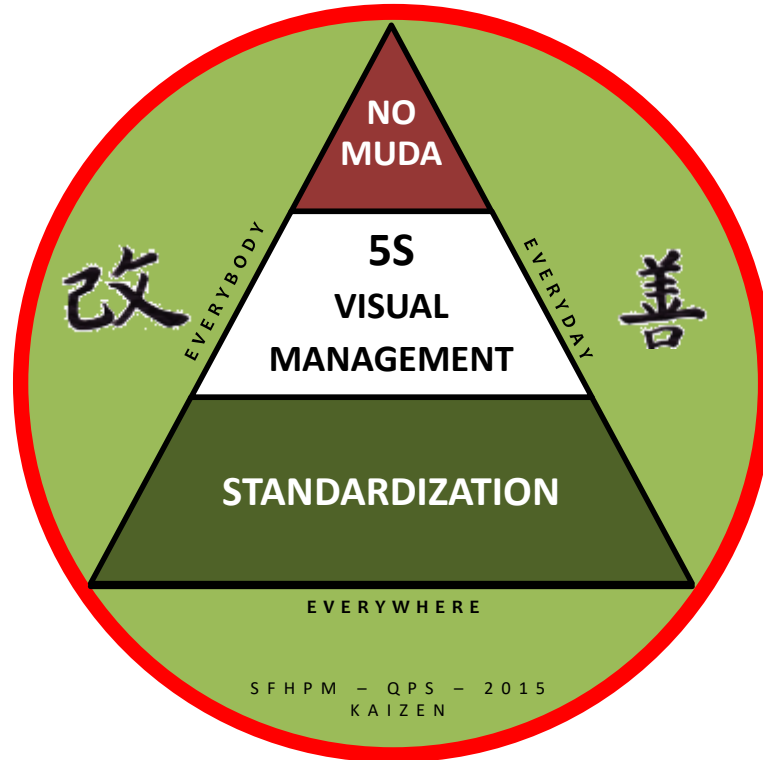 NO
MUDA
EVERYBODY
5S
EVERYDAY
改
善
VISUAL
MANAGEMENT
STANDARDIZATION
EVERYWHERE
SFHPM – QPS – 2015
KAIZEN